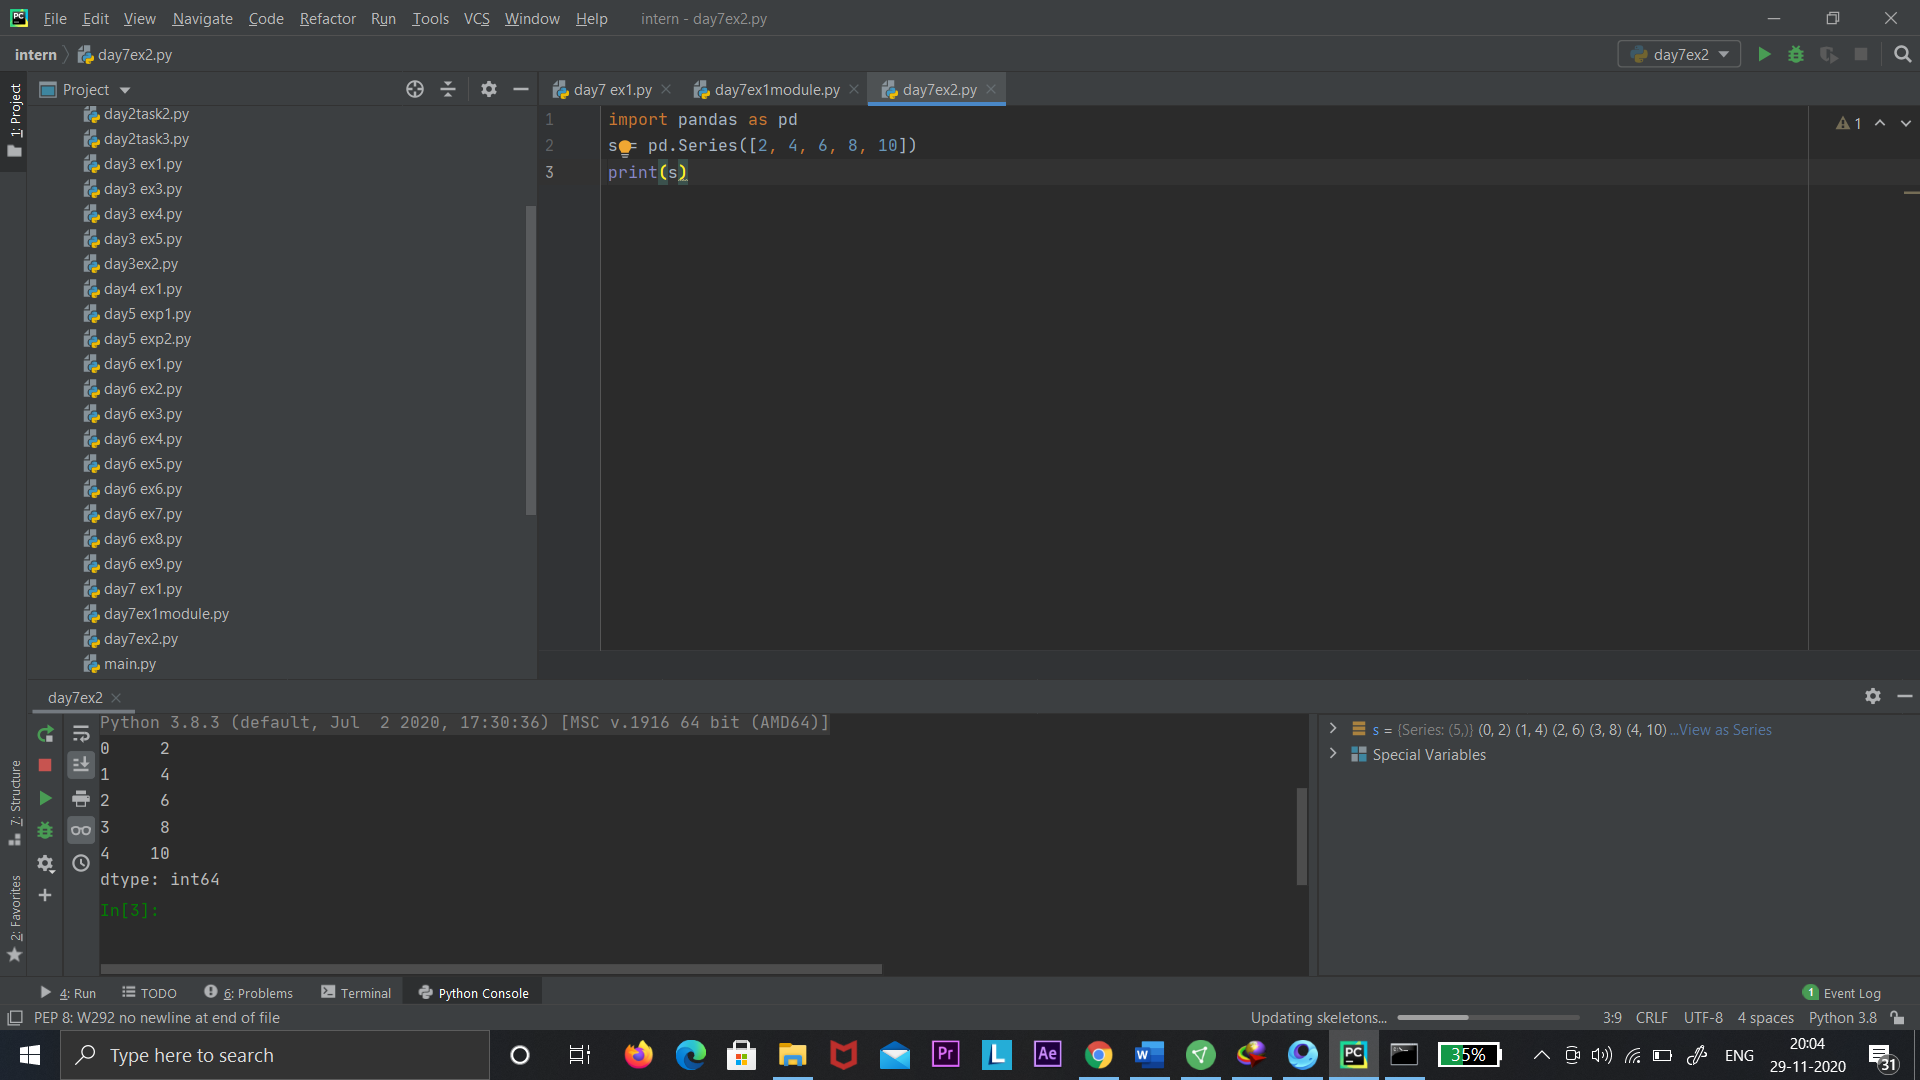 File Edit View Navigate Code Refactor Run Tools VCS Window Help intern - day7ex2.py
intern day7ex2.py
day7ex2
1: Project
Project
day2task2.py
day2task3.py
day3 ex1.py
day3 ex3.py
day3 ex4.py
day3 ex5.py
day3ex2.py
day4 ex1.py
day5 exp1.py
day5 exp2.py
day6 ex1.py
day6 ex2.py
day6 ex3.py
day6 ex4.py
day6 ex5.py
day6 ex6.py
day6 ex7.py
day6 ex8.py
day6 ex9.py
day7 ex1.py
day7ex1module.py
day7ex2.py
main.py
day7 ex1.py day7ex1module.py day7ex2.py
1 import pandas as pd
2 s = pd.Series([2, 4, 6, 8, 10])
3 print(s)
1
day7ex2
Python 3.8.3 (default, Jul  2 2020, 17:30:36) [MSC v.1916 64 bit (AMD64)]
0     2
1     4
2     6
3     8
4    10
dtype: int64
In[3]:
s = {Series: (5,)} (0, 2) (1, 4) (2, 6) (3, 8) (4, 10) ...View as Series
Special Variables
7: Structure
2: Favorites
4: Run TODO 6: Problems Terminal Python Console 1 Event Log
PEP 8: W292 no newline at end of file Updating skeletons... 3:9 CRLF UTF-8 4 spaces Python 3.8
Type here to search
Pr L Ae W PC
35%
ENG
20:04
29-11-2020
31